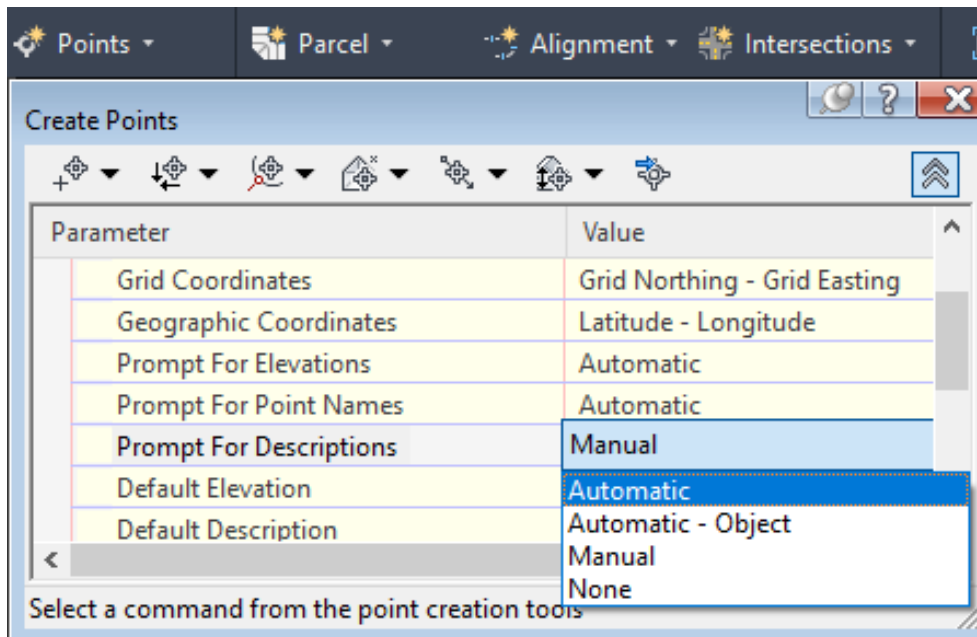 Points Parcel Alignment Intersections
Create Points
Parameter Value
Grid Coordinates Grid Northing - Grid Easting
Geographic Coordinates Latitude - Longitude
Prompt For Elevations Automatic
Prompt For Point Names Automatic
Prompt For Descriptions Manual
Default Elevation Automatic
Default Description Automatic - Object
Manual
None
Select a command from the point creation tools